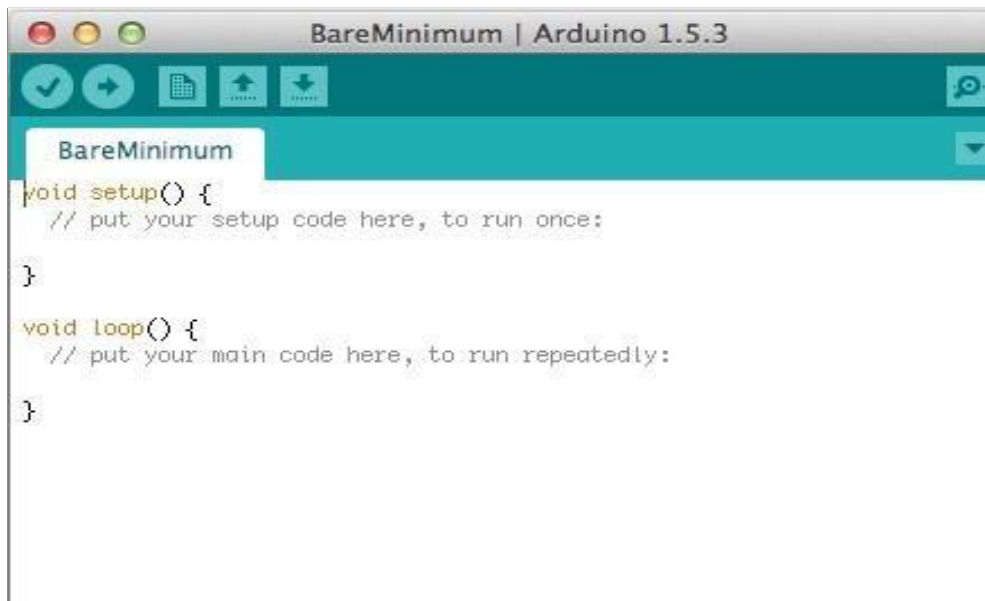 BareMinimum | Arduino 1.5.3
BareMinimum
void setup() {
  // put your setup code here, to run once:
}
void loop() {
  // put your main code here, to run repeatedly:
}